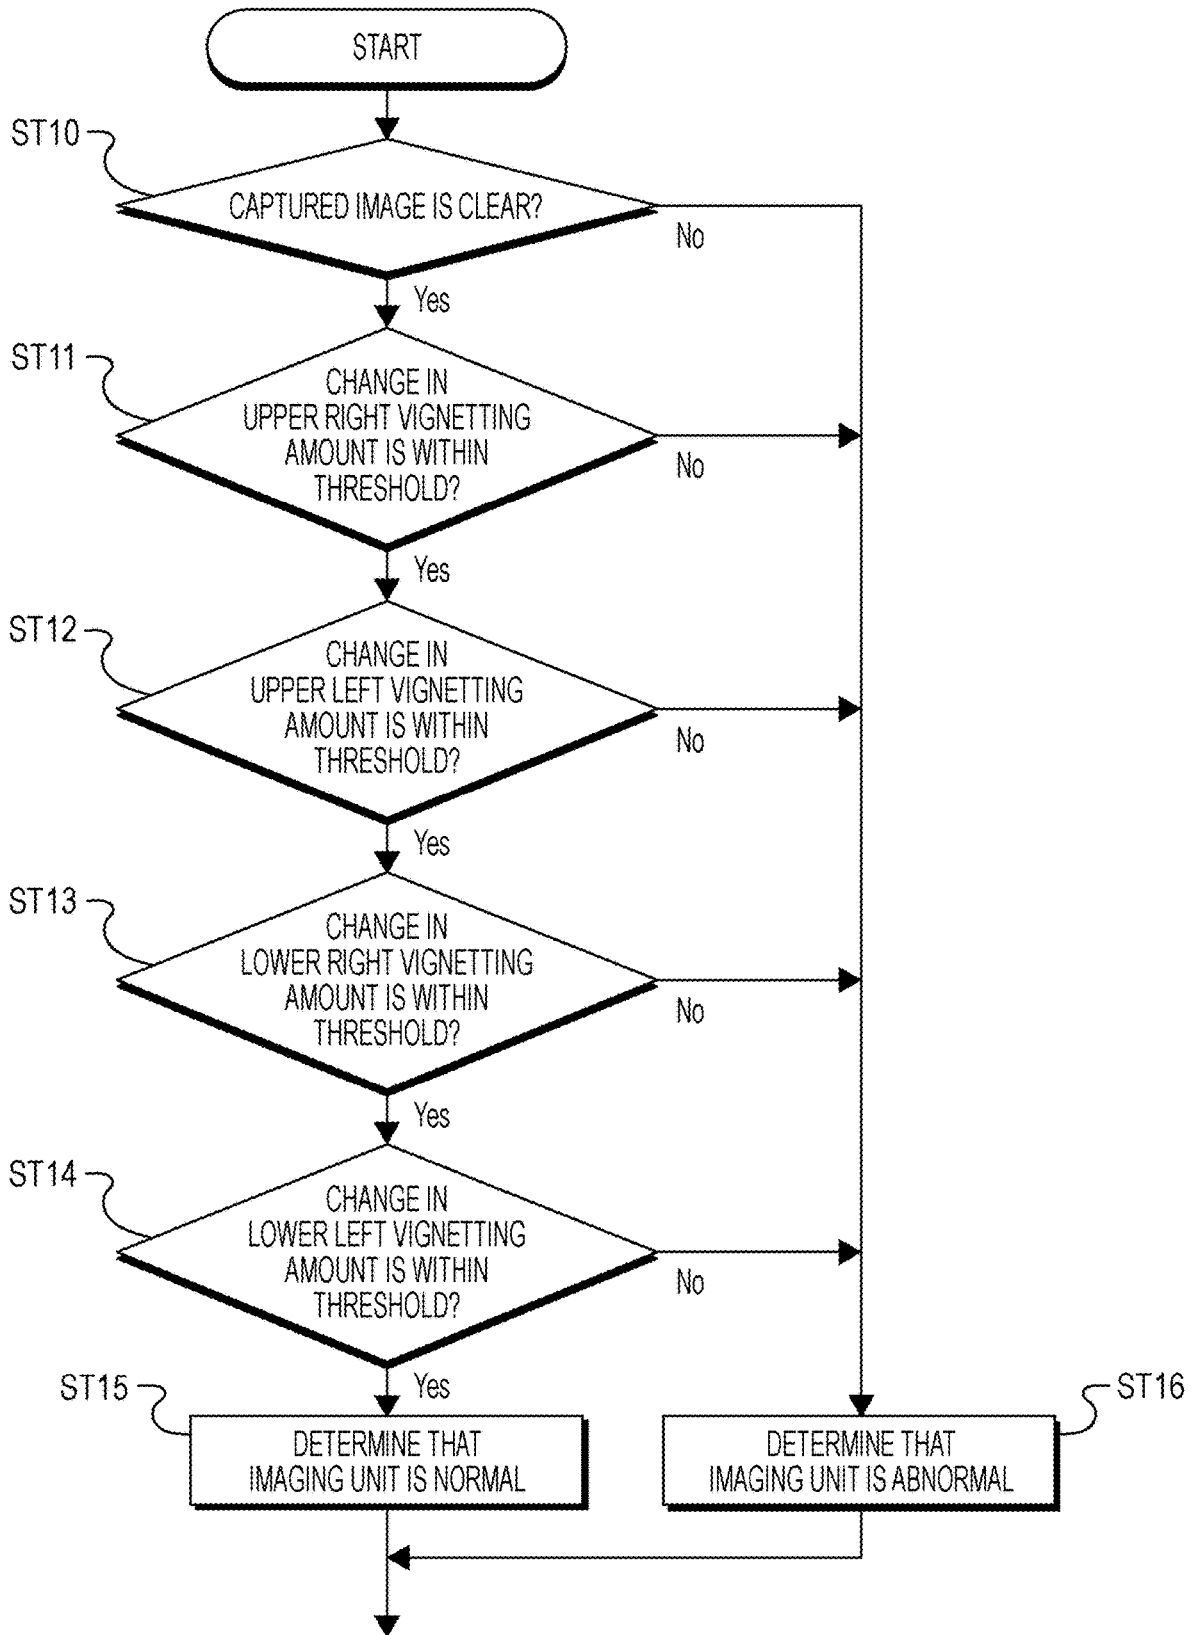 START
ST10
CAPTURED IMAGE IS CLEAR?
No
Yes
ST11
CHANGE IN
UPPER RIGHT VIGNETTING
AMOUNT IS WITHIN
THRESHOLD?
No
Yes
ST12
CHANGE IN
UPPER LEFT VIGNETTING
AMOUNT IS WITHIN
THRESHOLD?
No
Yes
ST13
CHANGE IN
LOWER RIGHT VIGNETTING
AMOUNT IS WITHIN
THRESHOLD?
No
Yes
ST14
CHANGE IN
LOWER LEFT VIGNETTING
AMOUNT IS WITHIN
THRESHOLD?
No
Yes
ST15
DETERMINE THAT
IMAGING UNIT IS NORMAL
ST16
DETERMINE THAT
IMAGING UNIT IS ABNORMAL